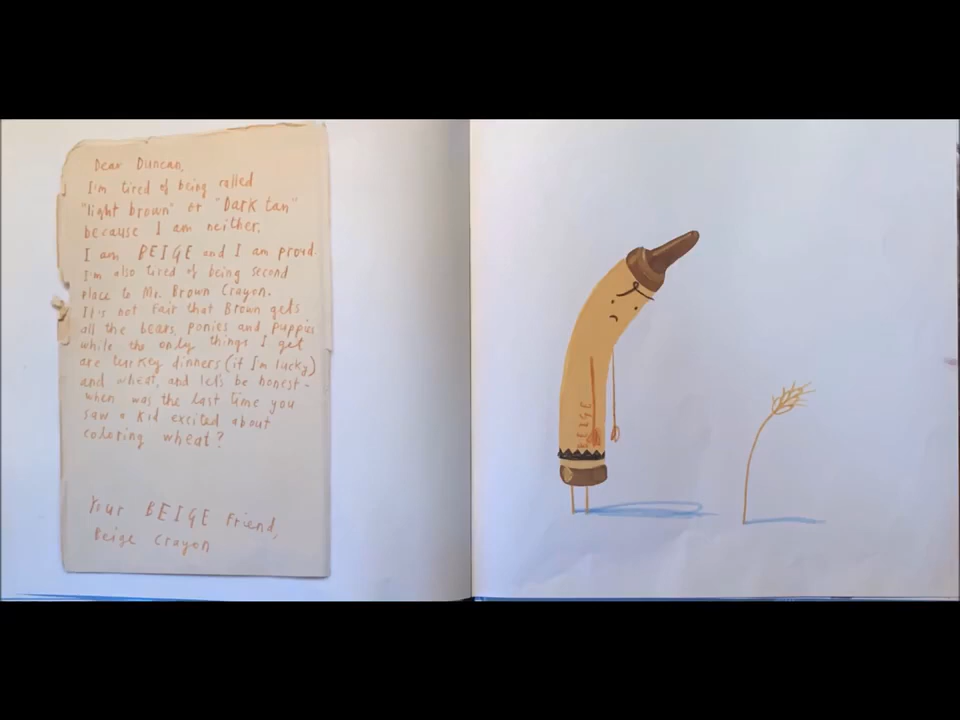 Dear Duncan,
I'm tired of being called
"light brown" or "Dark tan"
because I am neither.
I am BEIGE and I am proud.
I'm also tired of being second
place to Mr. Brown Crayon.
It's not fair that Brown gets
all the bears, ponies and puppies
while the only things I get
are turkey dinners (if I'm lucky)
and wheat, and let's be honest-
when was the last time you
saw a kid excited about
coloring wheat?
Your BEIGE friend,
Beige Crayon
BEIGE